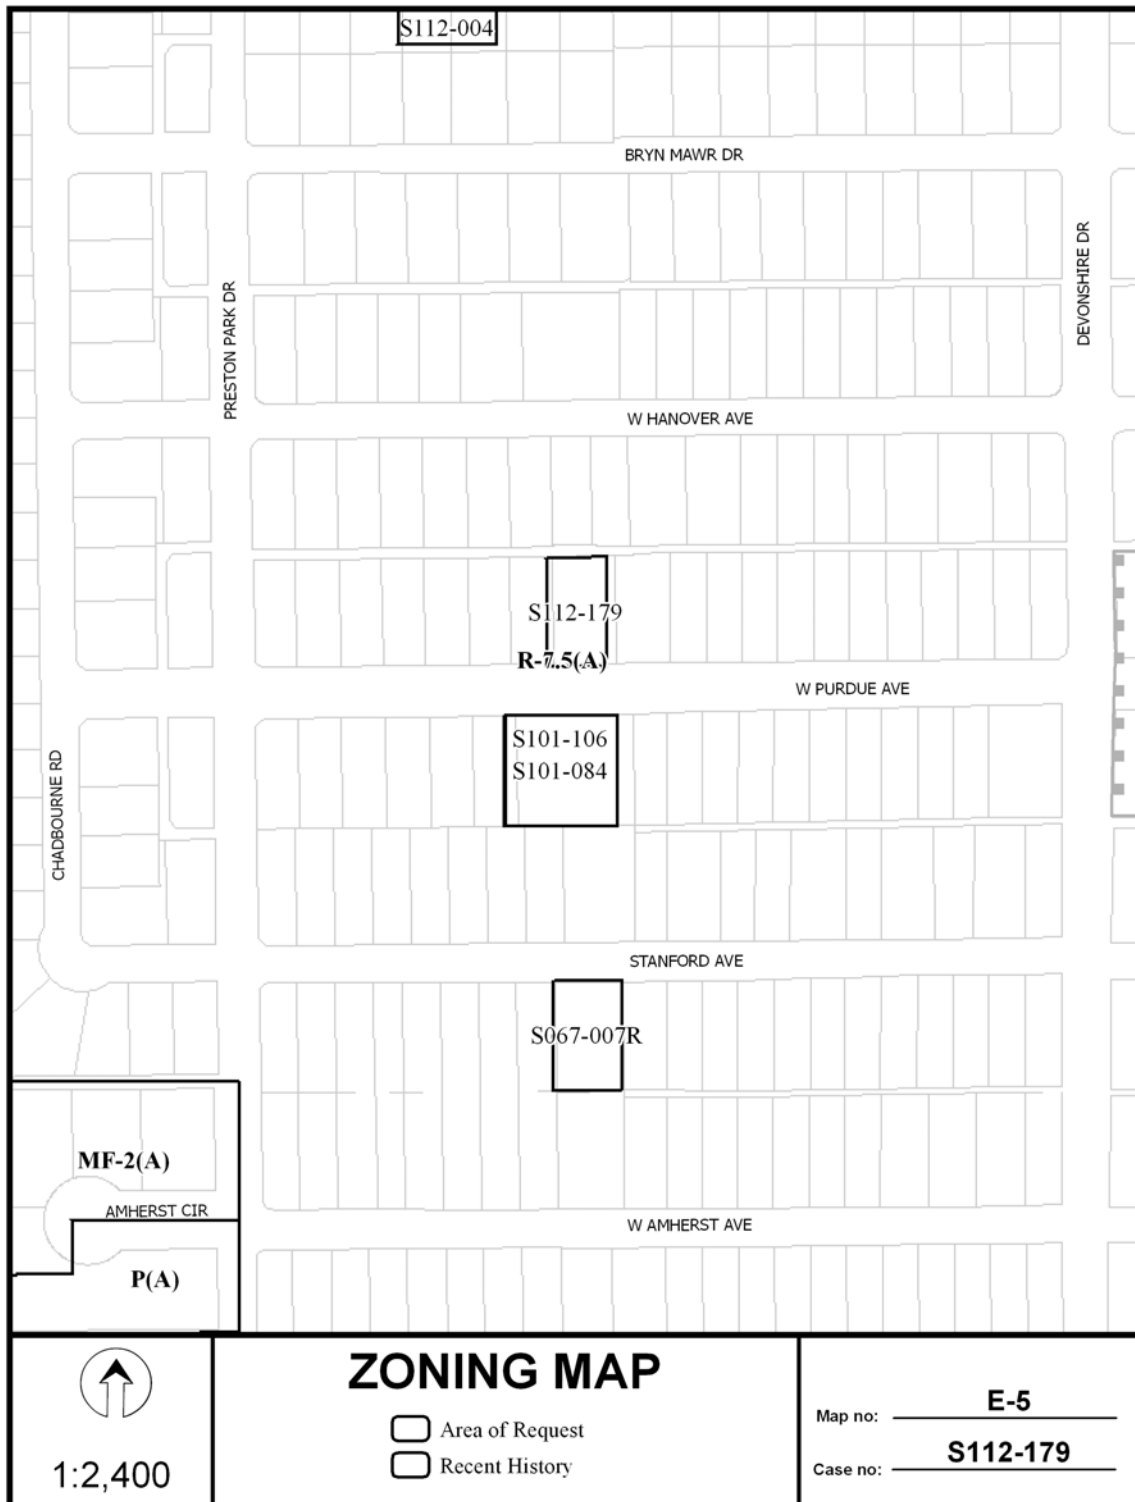 S112-004
BRYN MAWR DR
DEVONSHIRE DR
PRESTON PARK DR
W HANOVER AVE
S112-179
R-7.5(A)
W PURDUE AVE
S101-106
S101-084
CHADBOURNE RD
STANFORD AVE
S067-007R
MF-2(A)
AMHERST CIR
W AMHERST AVE
P(A)
1:2,400
ZONING MAP
Area of Request
Recent History
Map no: E-5
Case no: S112-179